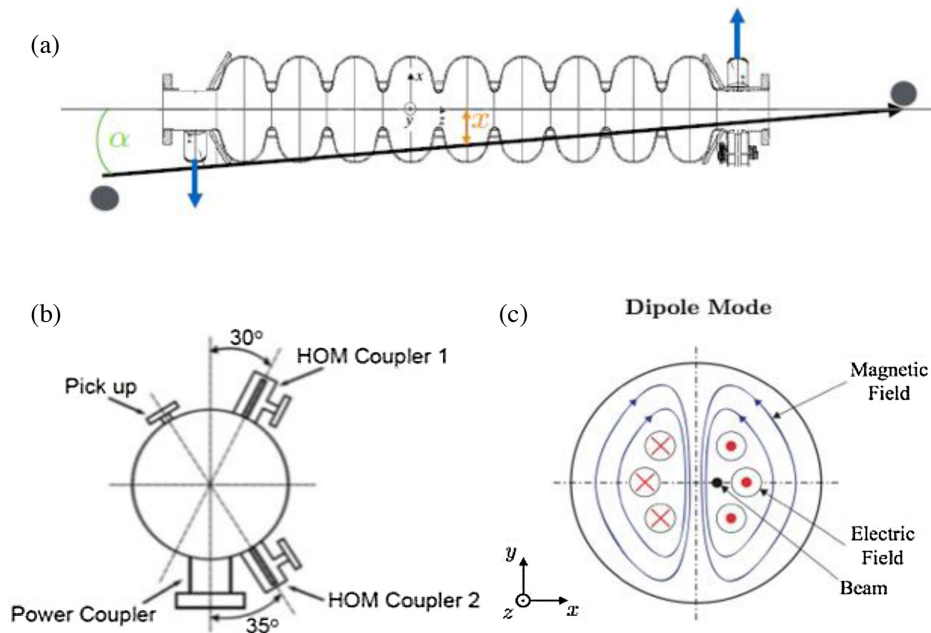 (a)
x
y
x
α
(b)
(c)
Dipole Mode
30°
HOM Coupler 1
Pick up
Magnetic
Field
Electric
Field
Beam
Power Coupler
HOM Coupler 2
35°
y
z
x